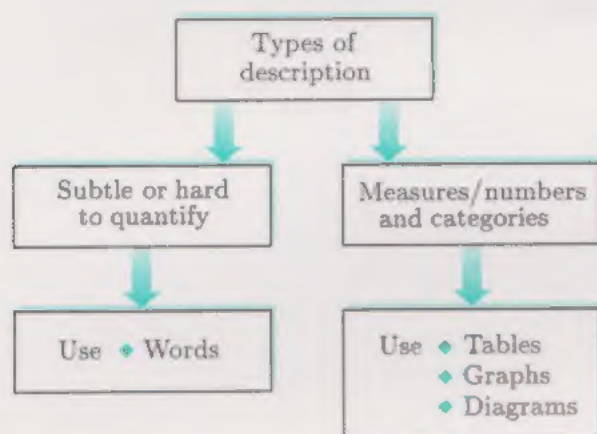 Types of
description
Subtle or hard
to quantify
Measures/numbers
and categories
Use ◆ Words
Use ◆ Tables
◆ Graphs
◆ Diagrams